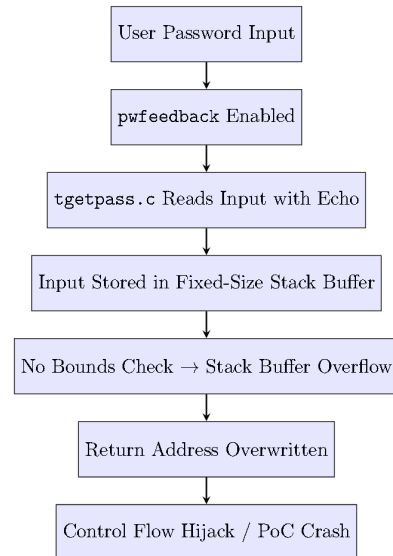 User Password Input
pwfeedback Enabled
tgetpass.c Reads Input with Echo
Input Stored in Fixed-Size Stack Buffer
No Bounds Check → Stack Buffer Overflow
Return Address Overwritten
Control Flow Hijack / PoC Crash